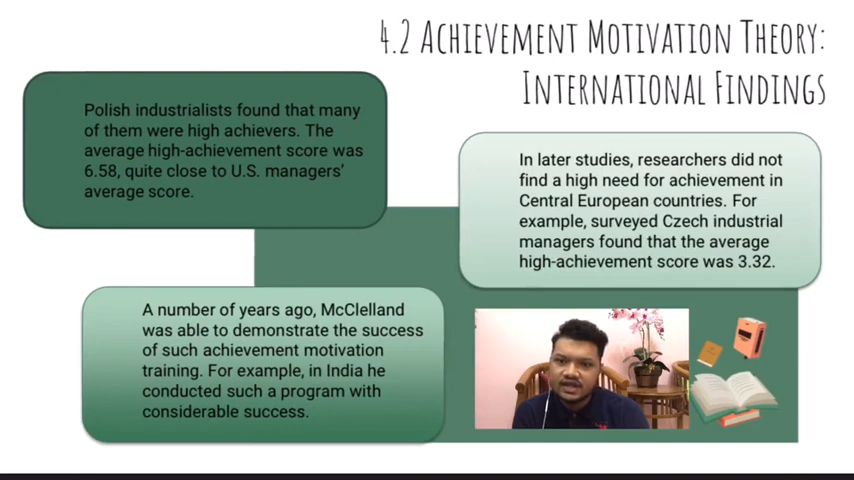 4.2 Achievement Motivation Theory:
International Findings
Polish industrialists found that many
of them were high achievers. The
average high-achievement score was
6.58, quite close to U.S. managers’
average score.
In later studies, researchers did not
find a high need for achievement in
Central European countries. For
example, surveyed Czech industrial
managers found that the average
high-achievement score was 3.32.
A number of years ago, McClelland
was able to demonstrate the success
of such achievement motivation
training. For example, in India he
conducted such a program with
considerable success.